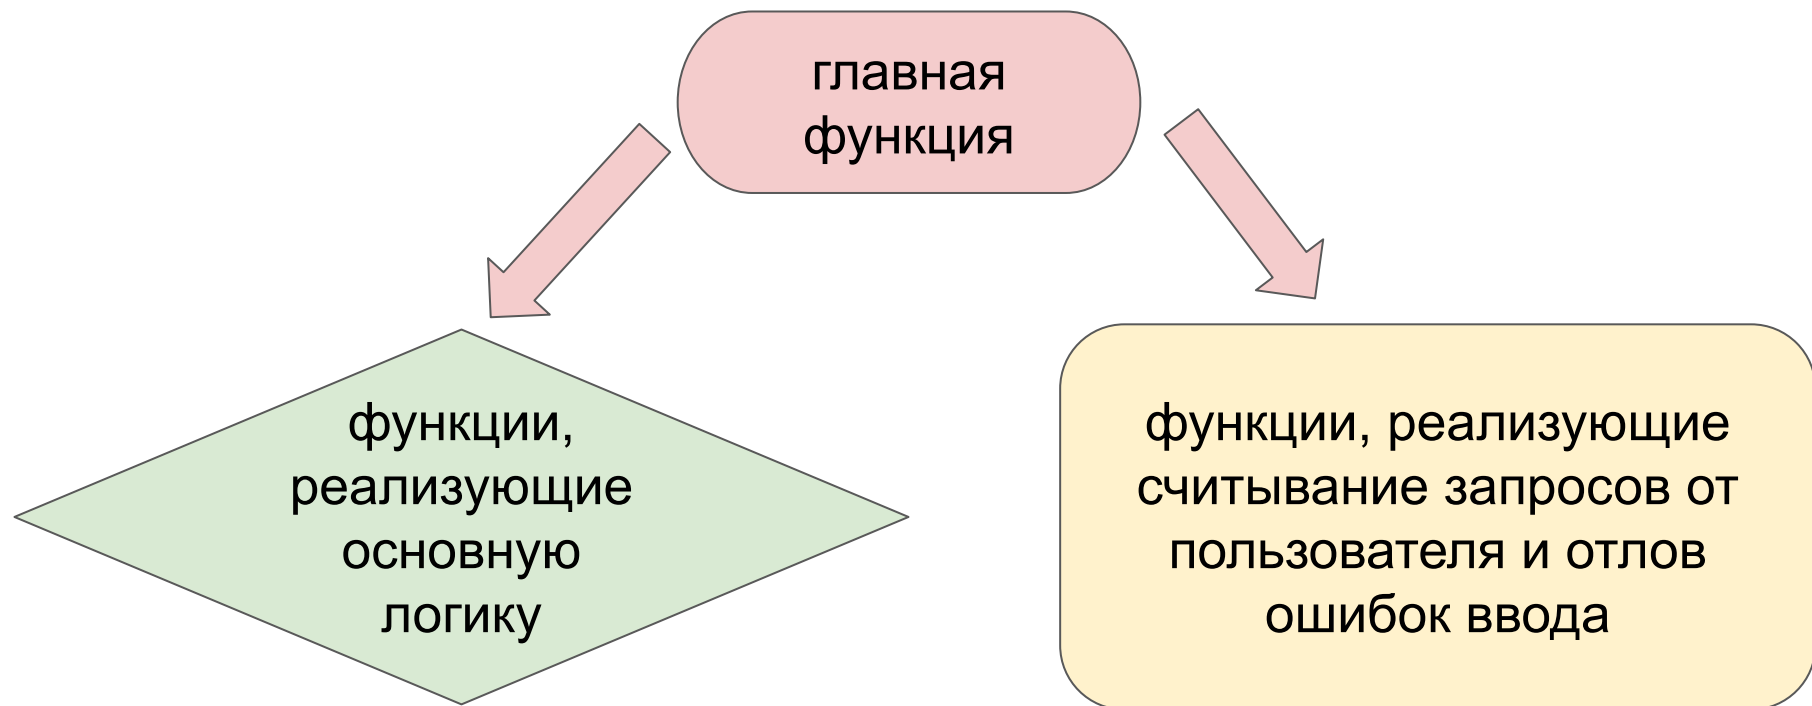 главная
функция
функции,
реализующие
основную
логику
функции, реализующие
считывание запросов от
пользователя и отлов
ошибок ввода